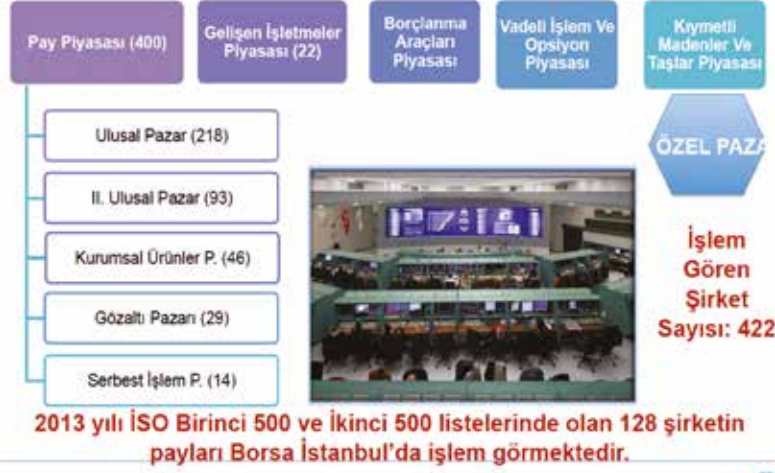 Pay Piyasası (400)
Gelişen İşletmeler
Piyasası (22)
Borçlanma
Araçları
Piyasası
Vadeli İşlem Ve
Opsiyon
Piyasası
Kıymetli
Madenler Ve
Taşlar Piyasası
Ulusal Pazar (218)
II. Ulusal Pazar (93)
Kurumsal Ürünler P. (46)
Gözaltı Pazarı (29)
Serbest İşlem P. (14)
ÖZEL PAZA
İşlem
Gören
Şirket
Sayısı: 422
2013 yılı İSO Birinci 500 ve İkinci 500 listelerinde olan 128 şirketin
payları Borsa İstanbul'da işlem görmektedir.